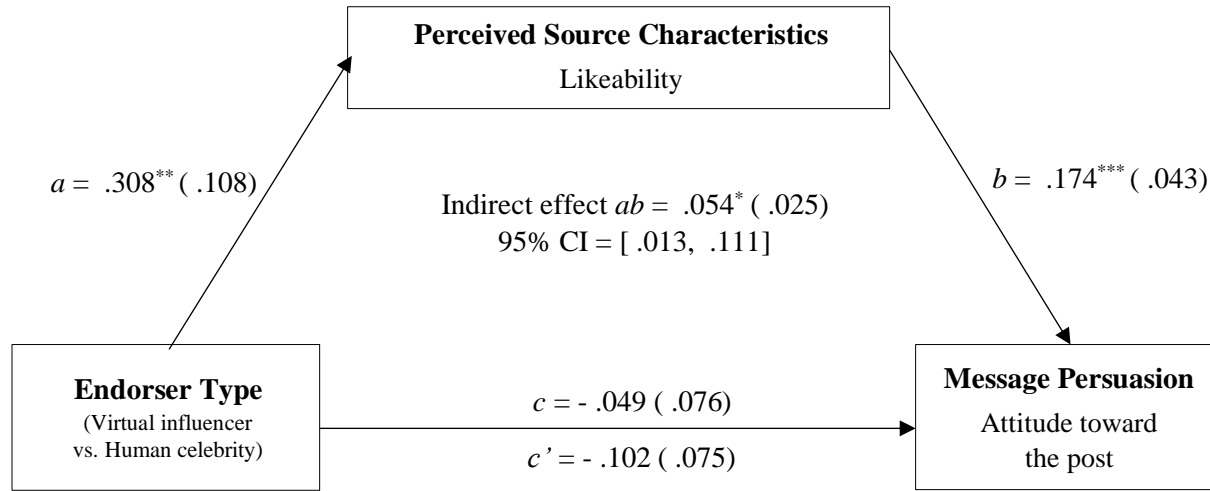 Perceived Source Characteristics
Likeability
a = .308** ( .108)
b = .174*** ( .043)
Indirect effect ab = .054* ( .025)
95% CI = [ .013, .111]
Endorser Type
(Virtual influencer
vs. Human celebrity)
c = - .049 ( .076)
c’ = - .102 ( .075)
Message Persuasion
Attitude toward
the post